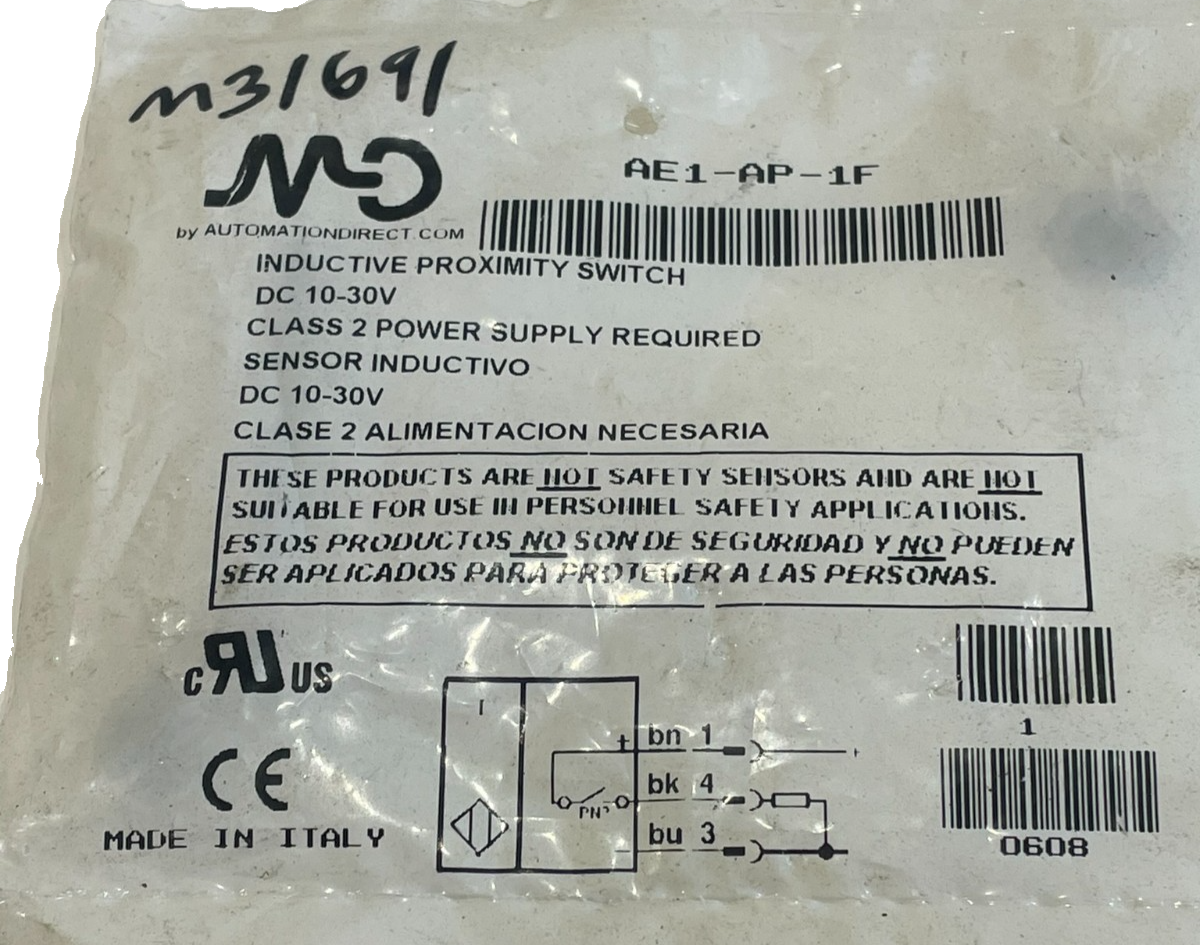 M31691
AE1-AP-1F
by AUTOMATIONDIRECT.COM
INDUCTIVE PROXIMITY SWITCH
DC 10-30V
CLASS 2 POWER SUPPLY REQUIRED
SENSOR INDUCTIVO
DC 10-30V
CLASE 2 ALIMENTACION NECESARIA
THESE PRODUCTS ARE NOT SAFETY SENSORS AND ARE NOT
SUITABLE FOR USE IN PERSONNEL SAFETY APPLICATIONS.
ESTOS PRODUCTOS NO SON DE SEGURIDAD Y NO PUEDEN
SER APLICADOS PARA PROTEGER A LAS PERSONAS.
c RU US
CE
MADE IN ITALY
I
+ bn 1 +
bk 4
PNP
- bu 3
1
0608